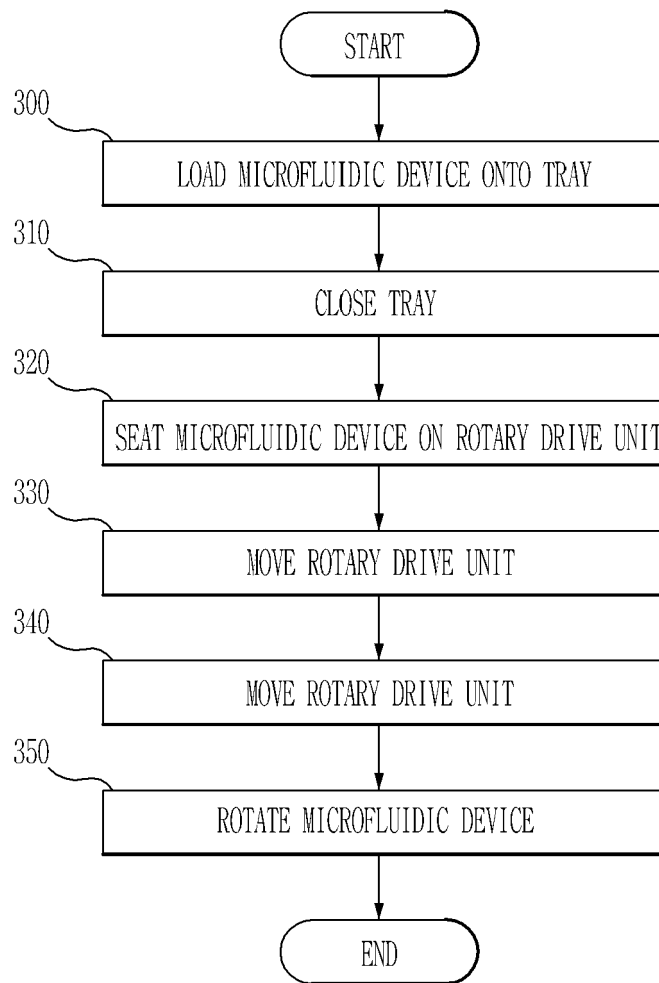 START
300
LOAD MICROFLUIDIC DEVICE ONTO TRAY
310
CLOSE TRAY
320
SEAT MICROFLUIDIC DEVICE ON ROTARY DRIVE UNIT
330
MOVE ROTARY DRIVE UNIT
340
MOVE ROTARY DRIVE UNIT
350
ROTATE MICROFLUIDIC DEVICE
END